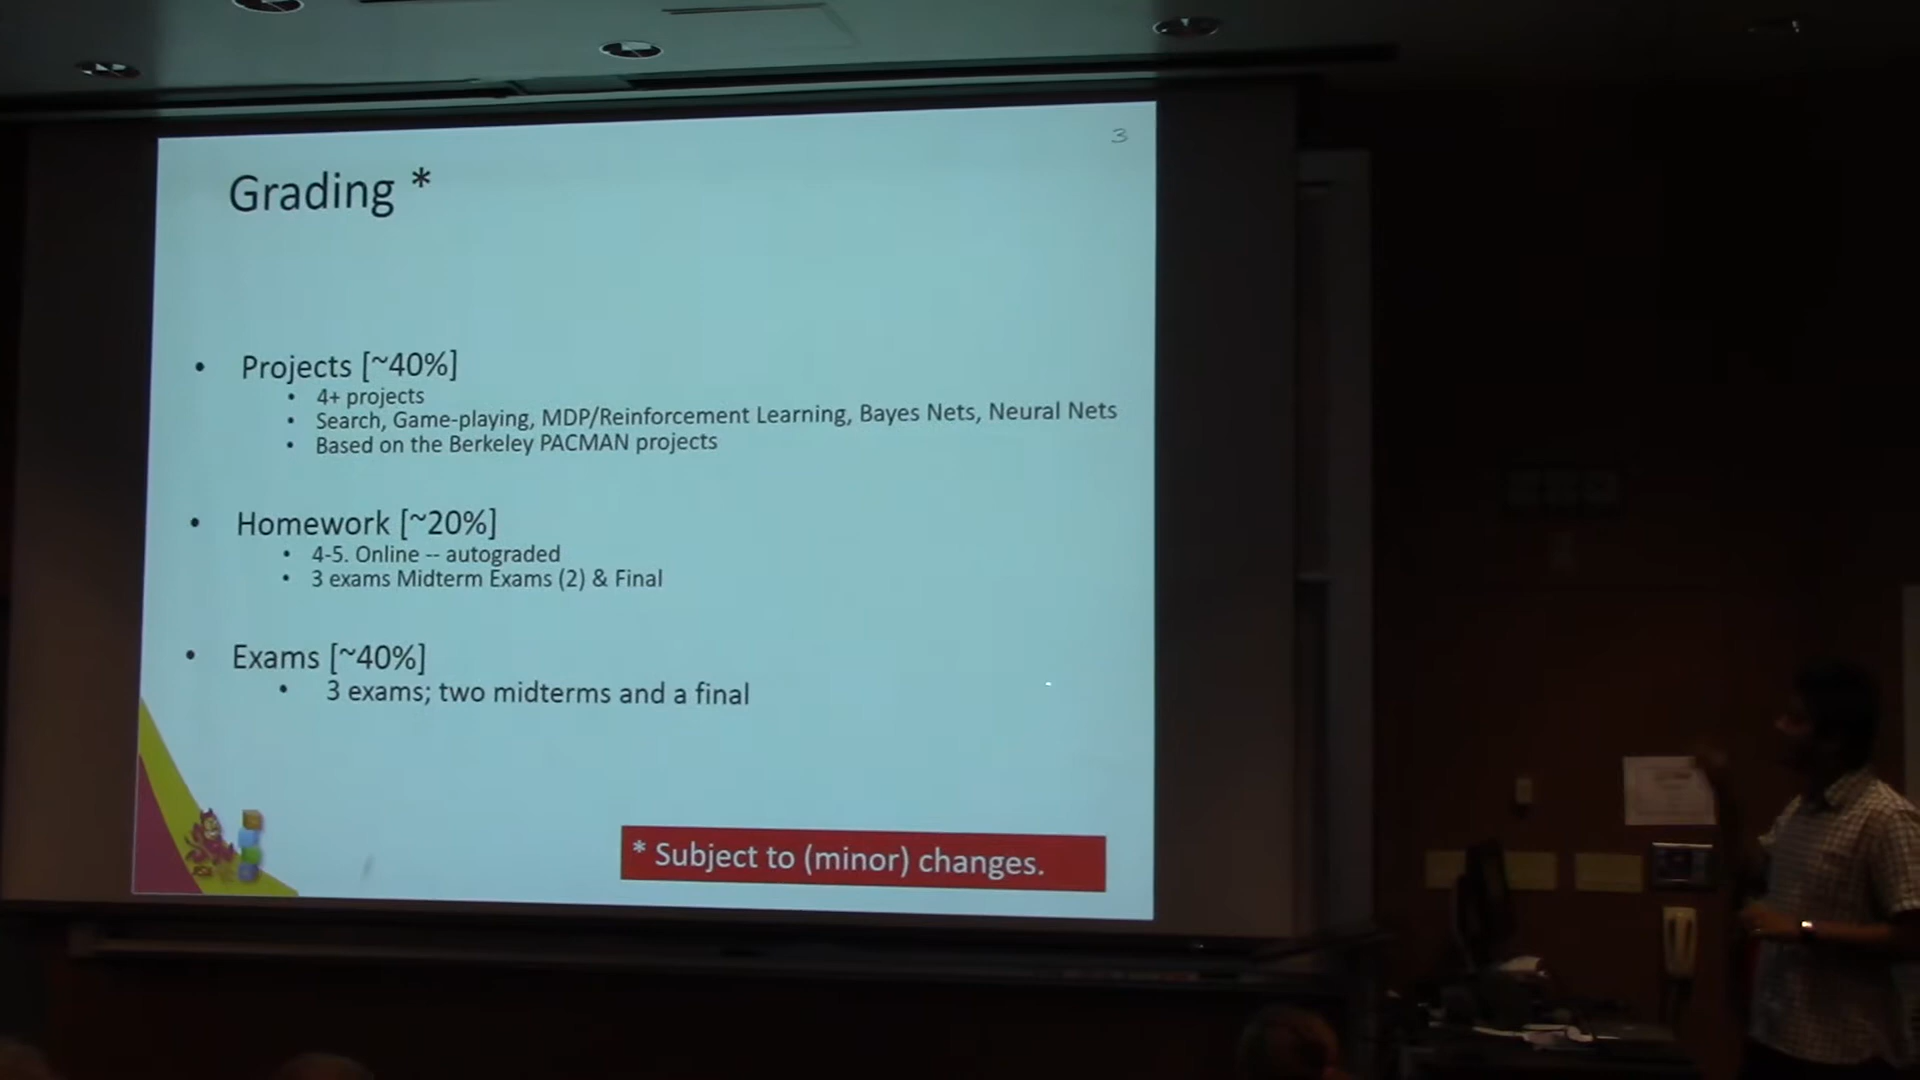 3
Grading *
• Projects [~40%]
• 4+ projects
• Search, Game-playing, MDP/Reinforcement Learning, Bayes Nets, Neural Nets
• Based on the Berkeley PACMAN projects
• Homework [~20%]
• 4-5. Online -- autograded
• 3 exams Midterm Exams (2) & Final
• Exams [~40%]
• 3 exams; two midterms and a final
* Subject to (minor) changes.